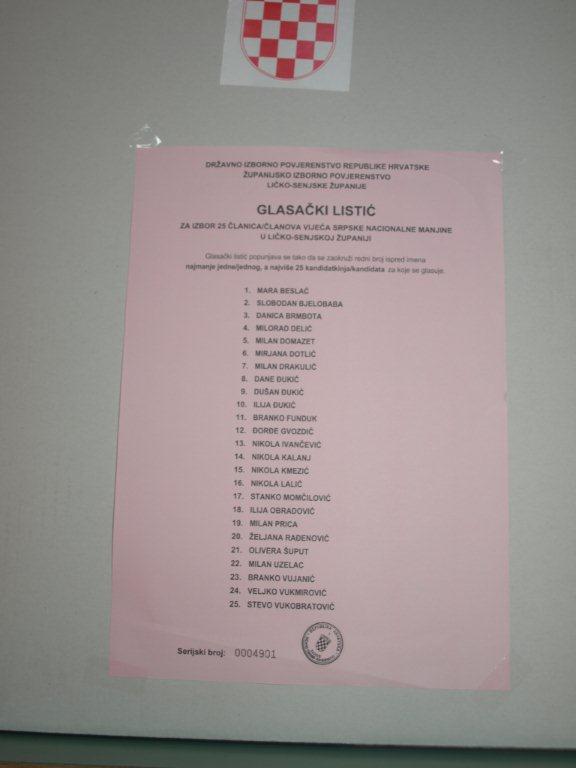 DRŽAVNO IZBORNO POVJERENSTVO REPUBLIKE HRVATSKE
ŽUPANIJSKO IZBORNO POVJERENSTVO
LIČKO-SENJSKE ŽUPANIJE
GLASAČKI LISTIĆ
ZA IZBOR 25 ČLANICA/ČLANOVA VIJEĆA SRPSKE NACIONALNE MANJINE
U LIČKO-SENJSKOJ ŽUPANIJI
Glasački listić popunjava se tako da se zaokruži redni broj ispred imena
najmanje jedne/jednog, a najviše 25 kandidatkinja/kandidata za koje se glasuje.
1. MARA BESLAĆ
2. SLOBODAN BJELOBABA
3. DANICA BRMBOTA
4. MILORAD DELIĆ
5. MILAN DOMAZET
6. MIRJANA DOTLIĆ
7. MILAN DRAKULIĆ
8. DANE ĐUKIĆ
9. DUŠAN ĐUKIĆ
10. ILIJA ĐUKIĆ
11. BRANKO FUNDUK
12. ĐORĐE GVOZDIĆ
13. NIKOLA IVANČEVIĆ
14. NIKOLA KALANJ
15. NIKOLA KMEZIĆ
16. NIKOLA LALIĆ
17. STANKO MOMČILOVIĆ
18. ILIJA OBRADOVIĆ
19. MILAN PRICA
20. ŽELJANA RAĐENOVIĆ
21. OLIVERA ŠUPUT
22. MILAN UZELAC
23. BRANKO VUJANIĆ
24. VELJKO VUKMIROVIĆ
25. STEVO VUKOBRATOVIĆ
REPUBLIKA HRVATSKA
Serijski broj: 0004901